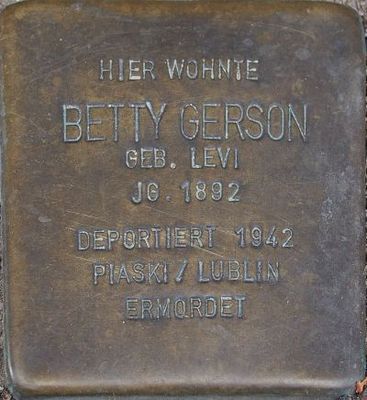 HIER WOHNTE
BETTY GERSON
GEB. LEVI
JG. 1892
DEPORTIERT 1942
PIASKI / LUBLIN
ERMORDET